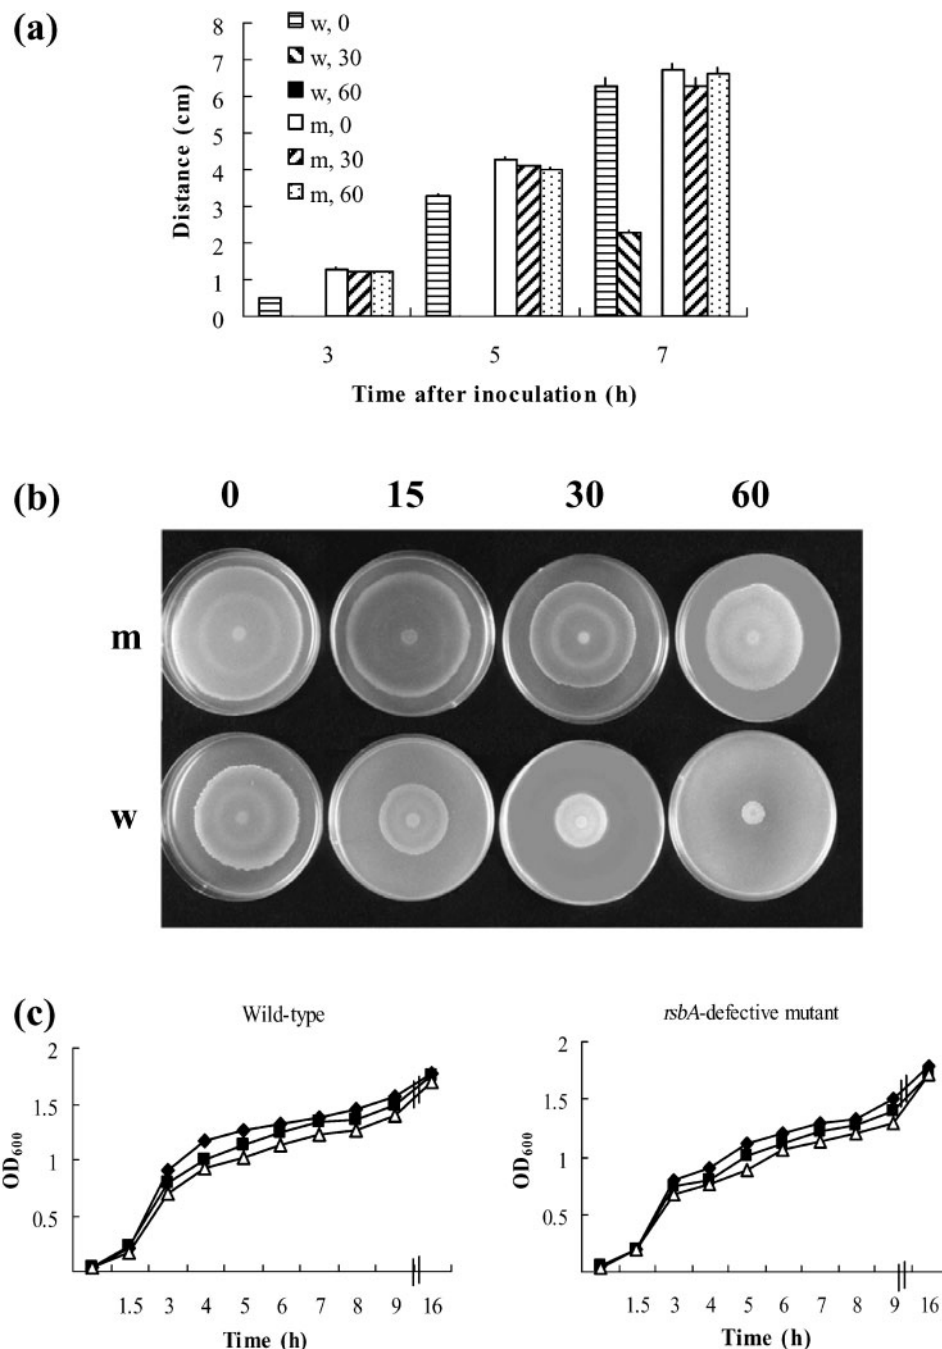 (a)
8
7
6
5
4
3
2
1
0
Distance (cm)
w, 0
w, 30
w, 60
m, 0
m, 30
m, 60
3 5 7
Time after inoculation (h)
(b)
0 15 30 60
m
w
(c)
Wild-type
2
1.5
1
0.5
OD600
1.5 3 4 5 6 7 8 9 16
Time (h)
rsbA-defective mutant
2
1.5
1
0.5
OD600
1.5 3 4 5 6 7 8 9 16
Time (h)